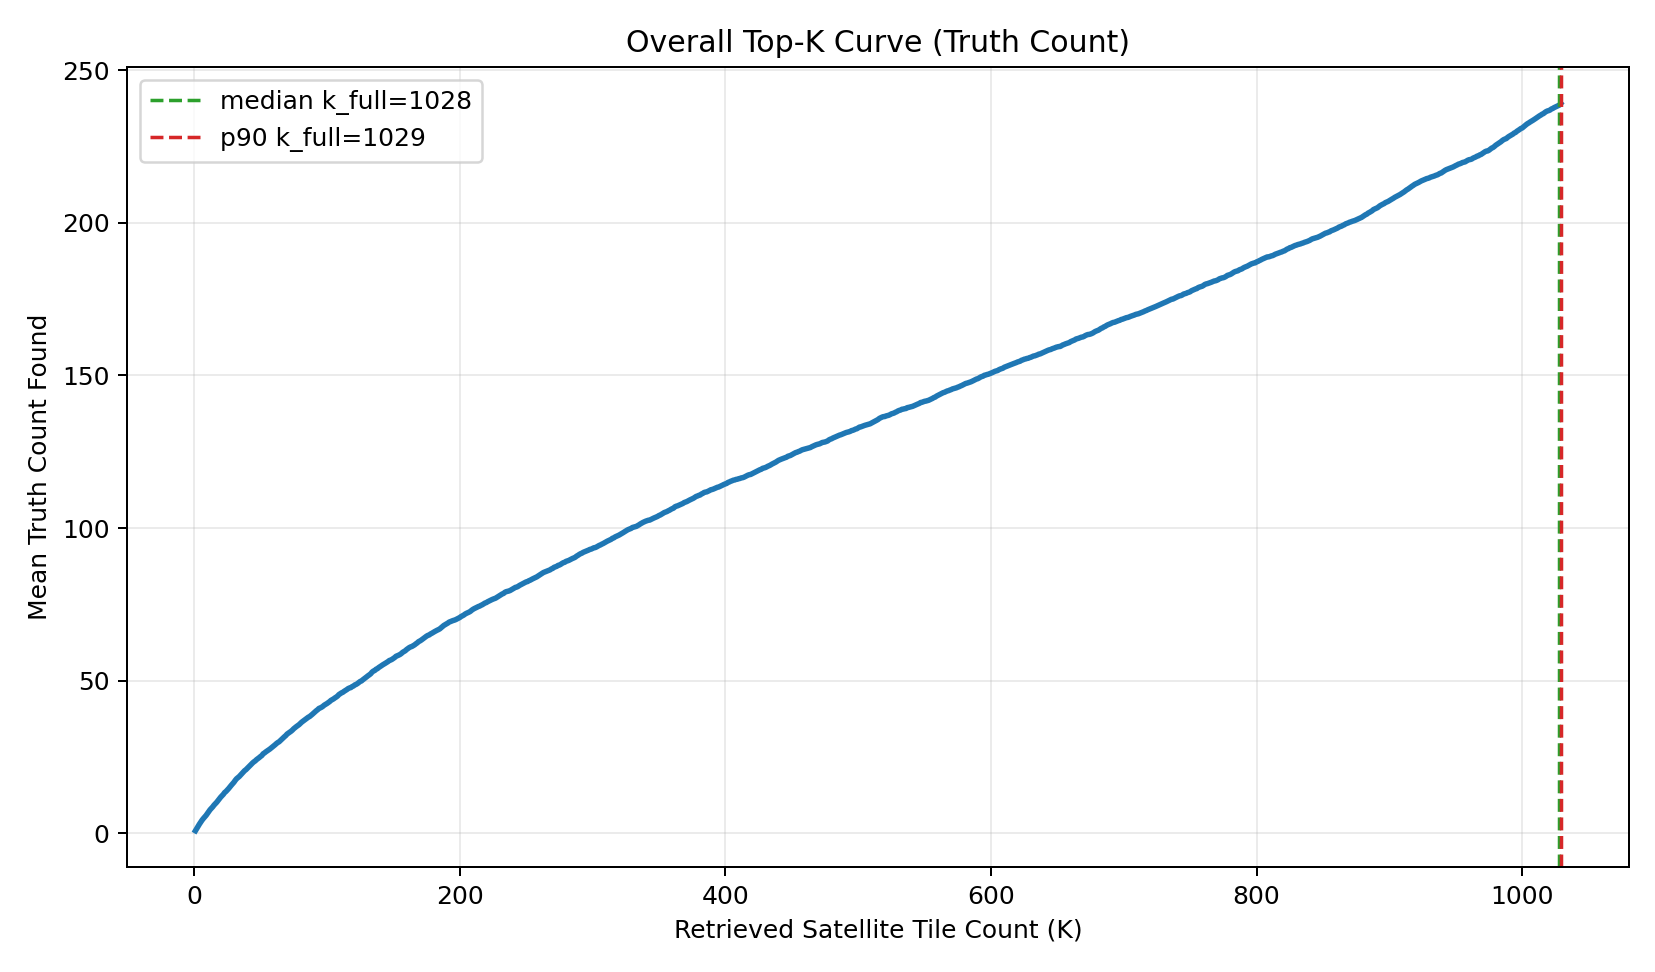 Overall Top-K Curve (Truth Count)
median k_full=1028
p90 k_full=1029
Mean Truth Count Found
250
200
150
100
50
0
0 200 400 600 800 1000
Retrieved Satellite Tile Count (K)